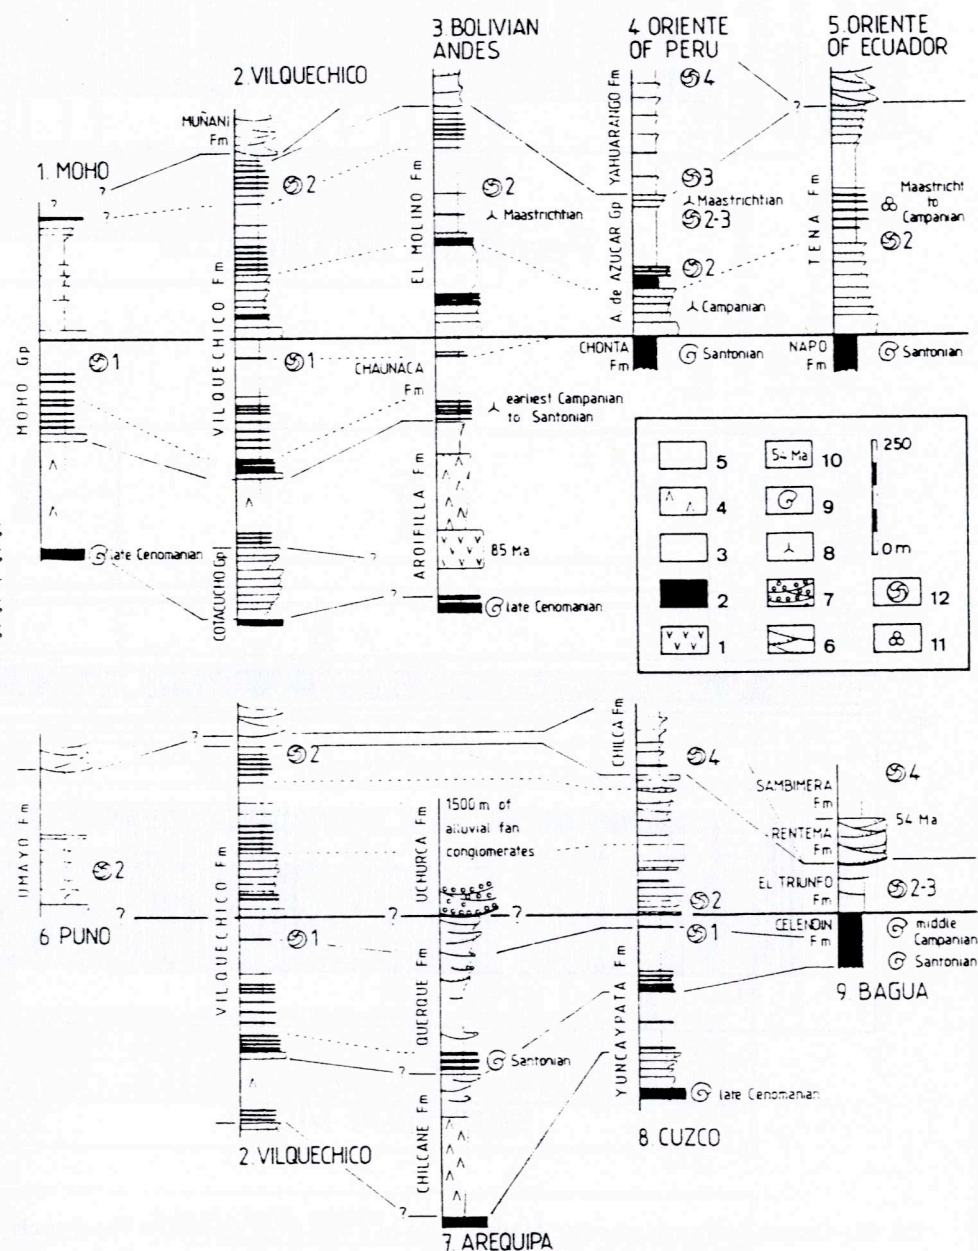 3. BOLIVIAN
ANDES
4. ORIENTE
OF PERU
5. ORIENTE
OF ECUADOR
2. VILQUECHICO
1. MOHO
MUÑANI
Fm
?
?
?
?
MOHO Gp
1
late Cenomanian
VILQUECHICO Fm
COTACUCHO Gp
2
1
?
?
EL MOLINO Fm
CHAUNACA
Fm
AROIFILLA Fm
2
Maastrichtian
earliest Campanian
to Santonian
85 Ma
late Cenomanian
YAHUARANGO Fm
A. de AZUCAR Gp
CHONTA
Fm
4
3
Maastrichtian
2-3
2
Campanian
Santonian
TENA Fm
NAPO
Fm
Maastricht
to
Campanian
2
Santonian
5
4
3
2
1
54 Ma
10
9
8
7
6
250
0 m
12
11
UMAYO Fm
2
?
6. PUNO
?
VILQUECHICO Fm
2
1
2. VILQUECHICO
UCHURCA Fm
QUERQUE Fm
CHILCANE Fm
1500 m of
alluvial fan
conglomerates
?
?
?
?
Santonian
7. AREQUIPA
CHILCA Fm
YUNCAYPATA Fm
4
2
1
late Cenomanian
8. CUZCO
SAMBIMERA
Fm
RENTEMA
Fm
EL TRIUNFO
Fm
CELENDIN
Fm
4
54 Ma
2-3
middle
Campanian
Santonian
9. BAGUA